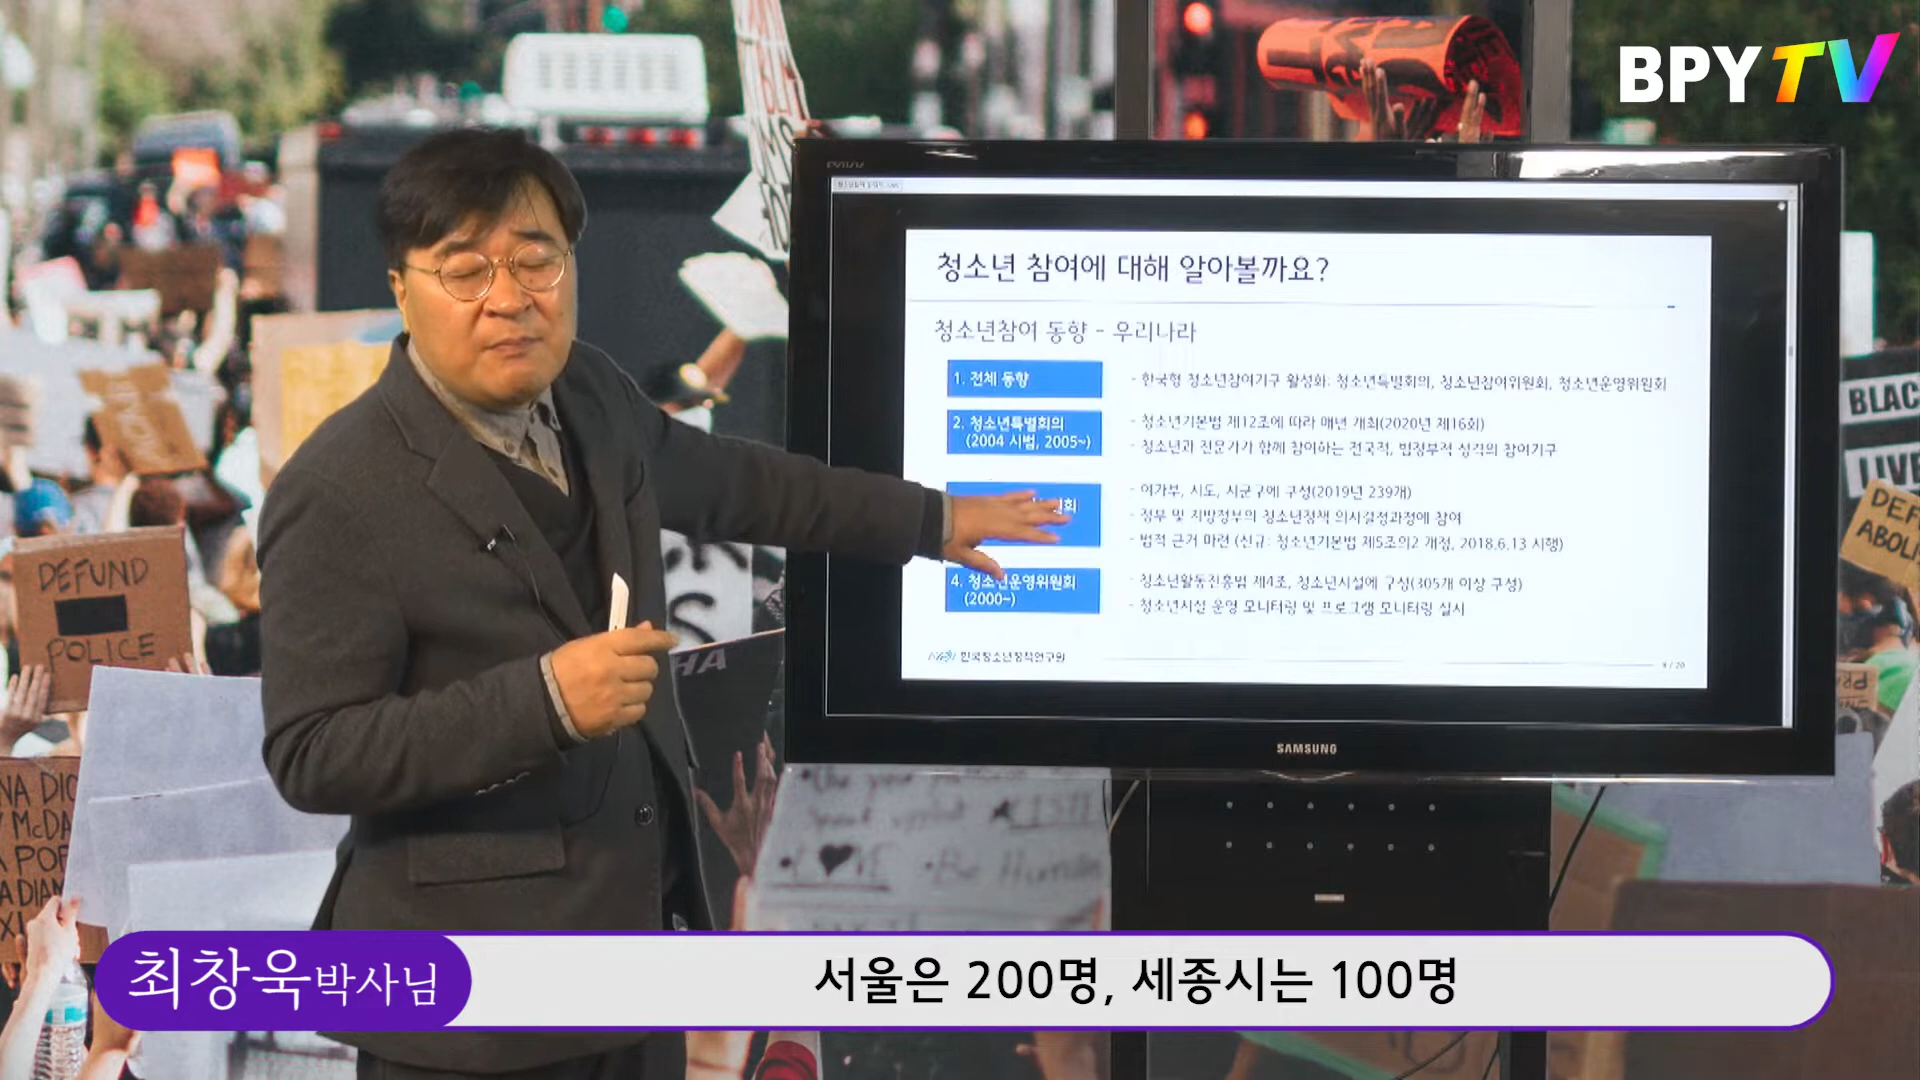 BPY TV
청소년 참여에 대해 알아볼까요?
청소년참여 동향 - 우리나라
1. 전체 동향
- 한국형 청소년참여기구 활성화: 청소년특별회의, 청소년참여위원회, 청소년운영위원회
2. 청소년특별회의
(2004 시범, 2005~)
- 청소년기본법 제12조에 따라 매년 개최(2020년 제16회)
- 청소년과 전문가가 함께 참여하는 전국적, 범정부적 성격의 참여기구
- 여가부, 시도, 시군구에 구성(2019년 239개)
- 정부 및 지방정부의 청소년정책 의사결정과정에 참여
- 법적 근거 마련 (신규: 청소년기본법 제5조의2 개정, 2018.6.13 시행)
4. 청소년운영위원회
(2000~)
- 청소년활동진흥법 제4조, 청소년시설에 구성(305개 이상 구성)
- 청소년시설 운영 모니터링 및 프로그램 모니터링 실시
한국청소년정책연구원
9 / 20
SAMSUNG
DEFUND
POLICE
BLAC
LIVE
DEF
ABOL
NA DIC
McDA
A POF
ADIAN
HA
LOVE
Be Human
최창욱박사님
서울은 200명, 세종시는 100명